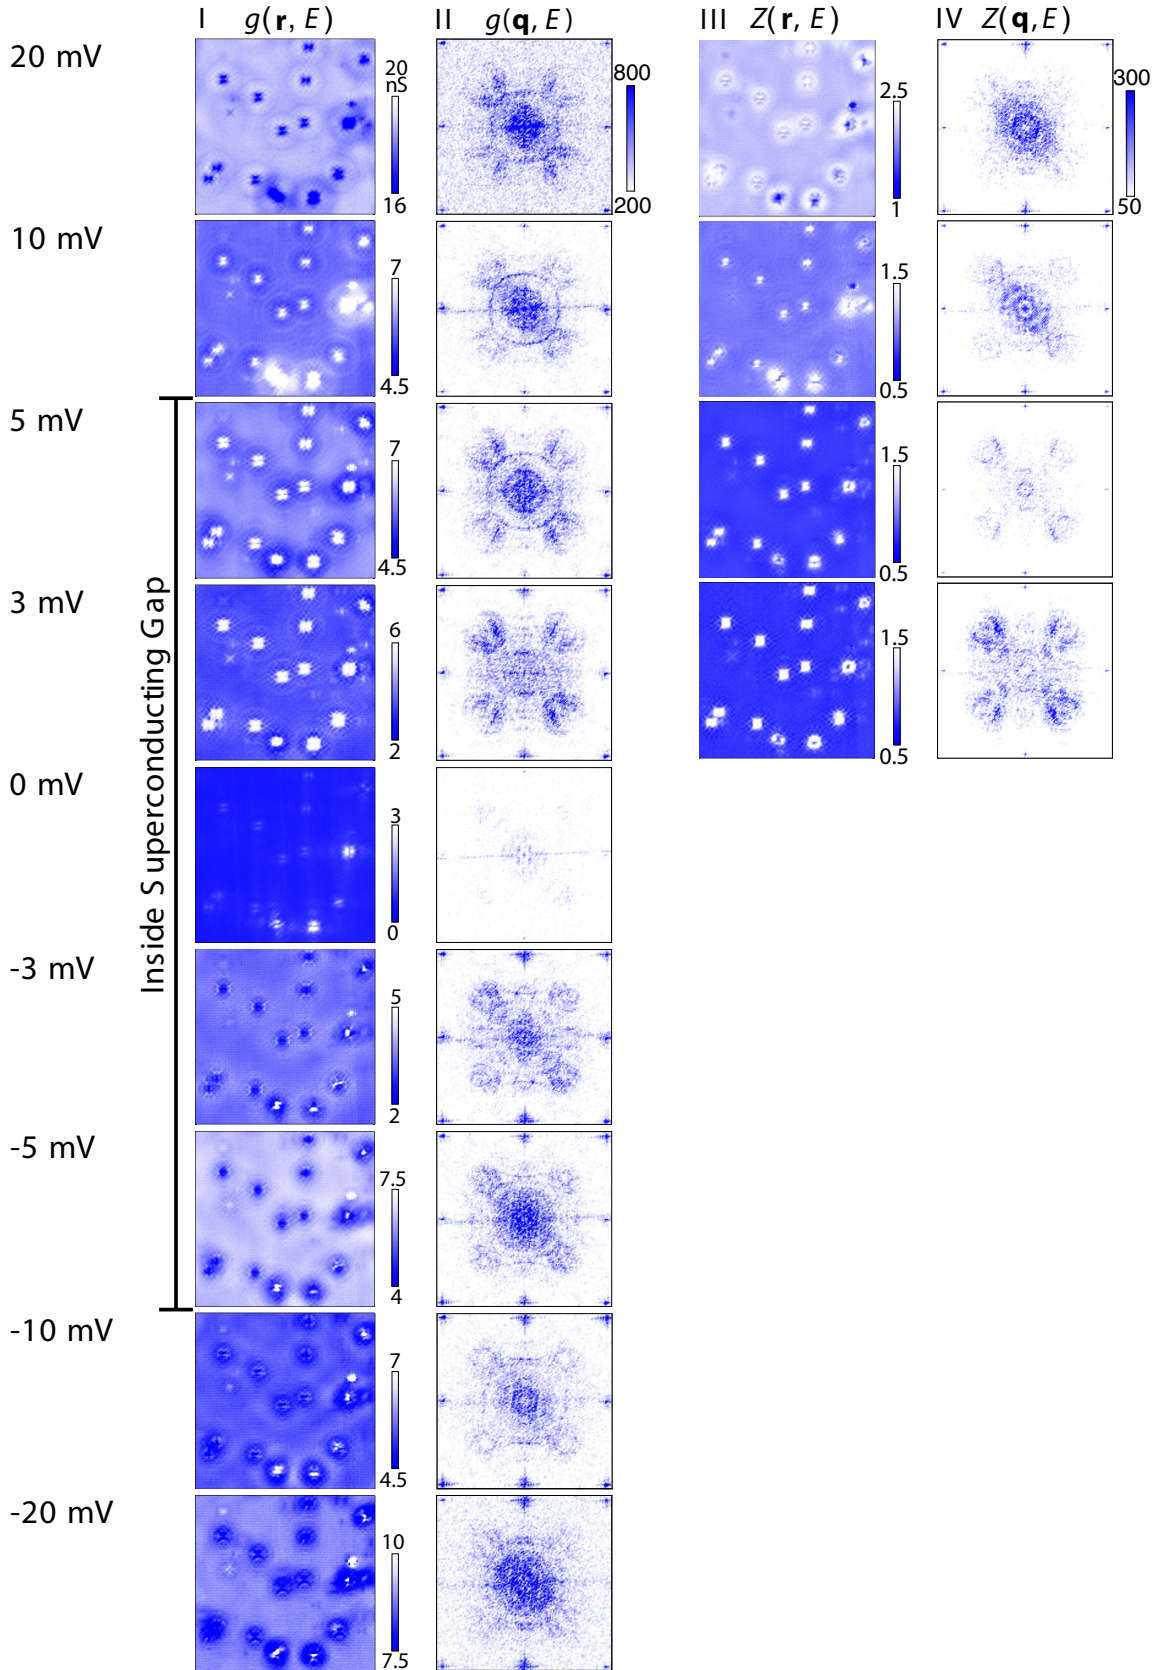 I g(r, E) II g(q, E) III Z(r, E) IV Z(q,E)
20 mV
20
nS
16
800
200
2.5
1
300
50
10 mV
7
4.5
1.5
0.5
5 mV
7
4.5
1.5
0.5
3 mV
6
2
1.5
0.5
Inside Superconducting Gap
0 mV
3
0
-3 mV
5
2
-5 mV
7.5
4
-10 mV
7
4.5
-20 mV
10
7.5